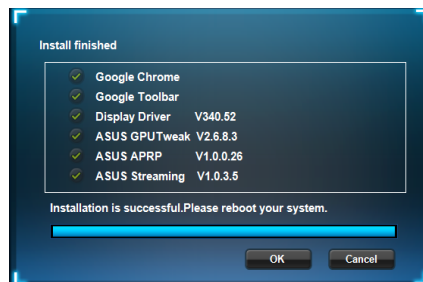 Install finished
Google Chrome
Google Toolbar
Display Driver V340.52
ASUS GPUTweak V2.6.8.3
ASUS APRP V1.0.0.26
ASUS Streaming V1.0.3.5
Installation is successful.Please reboot your system.
OK Cancel